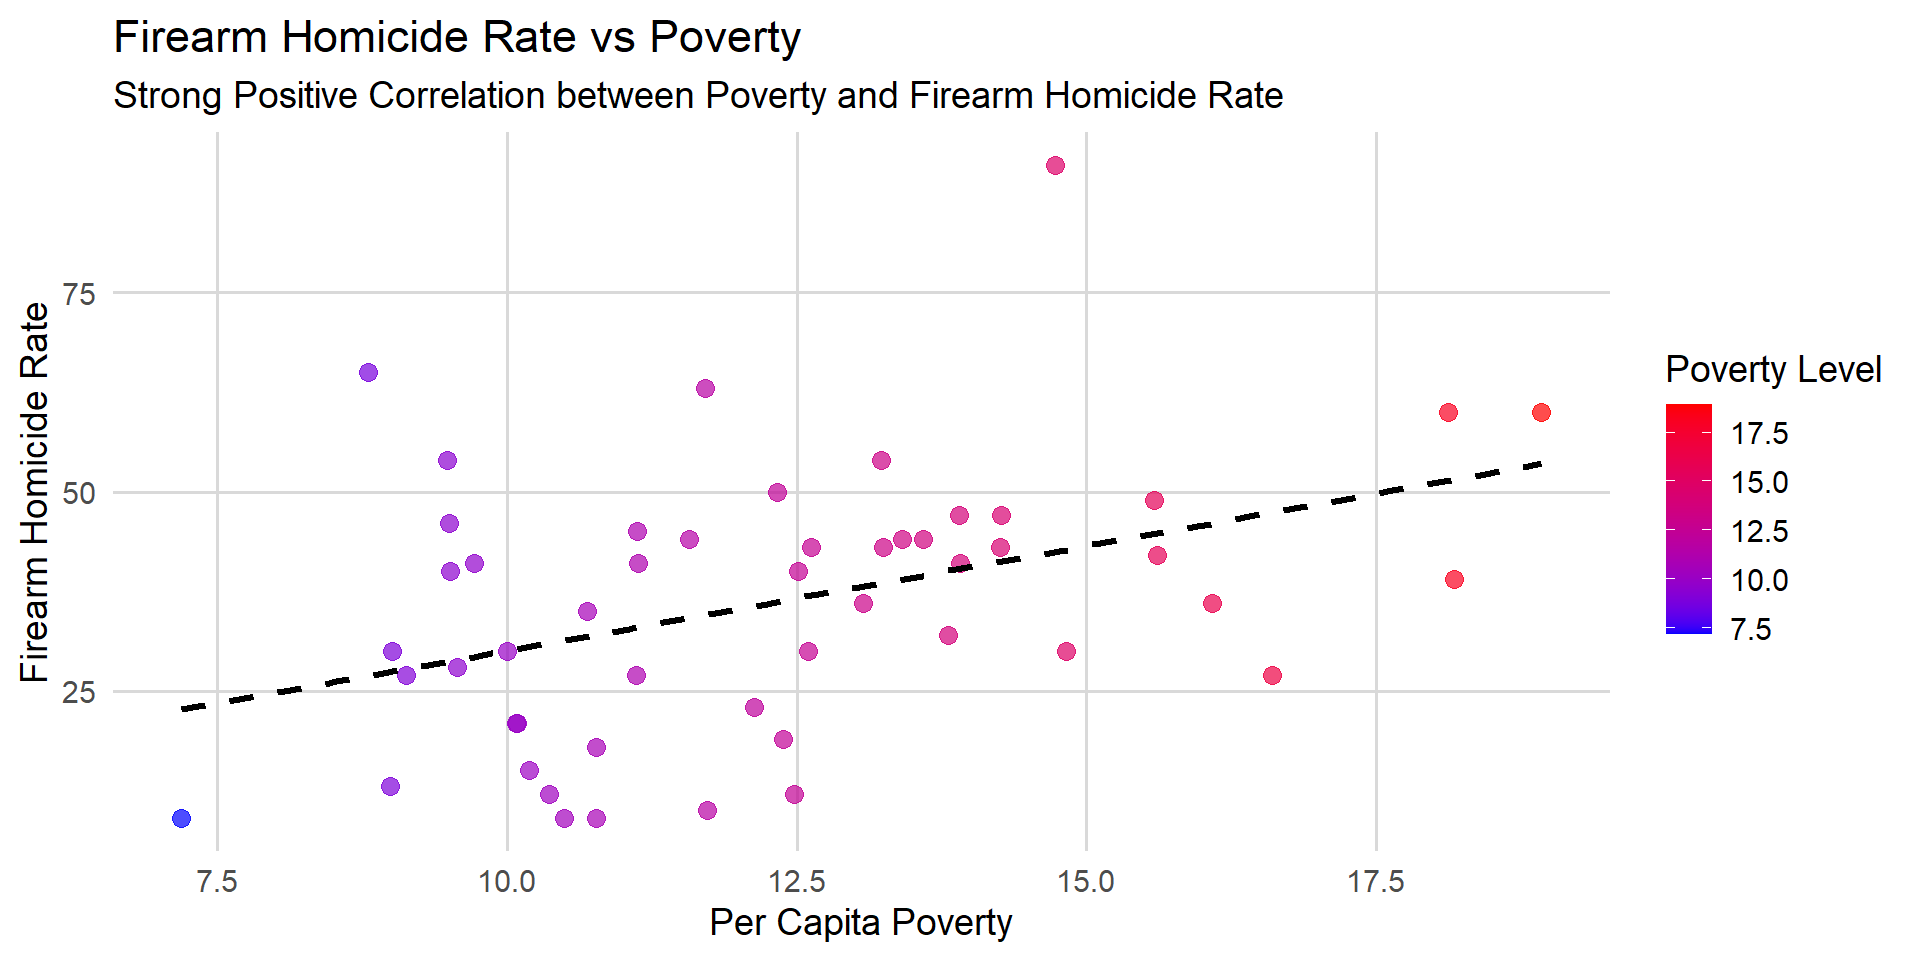 Firearm Homicide Rate vs Poverty
Strong Positive Correlation between Poverty and Firearm Homicide Rate
Firearm Homicide Rate
75
50
25
7.5
10.0
12.5
15.0
17.5
Per Capita Poverty
Poverty Level
17.5
15.0
12.5
10.0
7.5